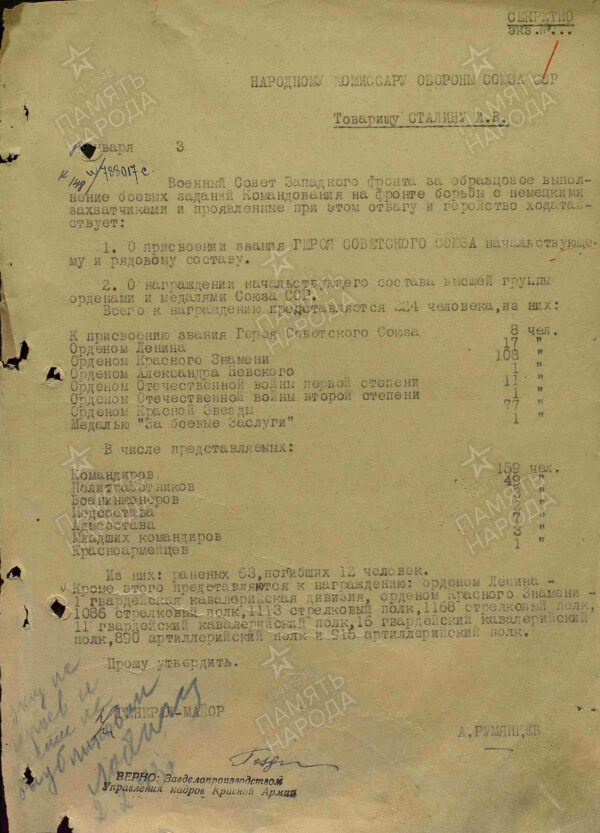 СЕКРЕТНО
экз.№...
НАРОДНОМУ КОМИССАРУ ОБОРОНЫ СОЮЗА ССР
Товарищу СТАЛИНУ И.В.
января 3
Военный Совет Западного фронта за образцовое выпол-
нение боевых заданий Командования на фронте борьбы с немецкими
захватчиками и проявленные при этом отвагу и геройство ходатай-
ствует:
1. О присвоении звания ГЕРОЯ СОВЕТСКОГО СОЮЗА начальствующе-
му и рядовому составу.
2. О награждении начальствующего состава высшей группы
орденами и медалями Союза ССР.
Всего к награждению представляется 224 человека,из них:
К присвоению звания Героя Советского Союза 8 чел.
Орденом Ленина 17 "
Орденом Красного Знамени 108 "
Орденом Александра Невского 1 "
Орденом Отечественной войны первой степени 11 "
Орденом Отечественной войны второй степени 1 "
Орденом Красной Звезды 77 "
Медалью "За боевые Заслуги" 1 "
В числе представляемых:
Командиров 159 чел.
Политработников 49 "
Военинженеров 3 "
Медсостава 2 "
Адмсостава 7 "
Младших командиров 3 "
Красноармейцев 1 "
Из них: раненых 63,погибших 12 человек.
Кроме этого представляются к награждению: орденом Ленина -
1 гвардейская кавалерийская дивизия, орденом Красного Знамени -
1086 стрелковый полк,1113 стрелковый полк,1168 стрелковый полк,
11 гвардейский кавалерийский полк,16 гвардейский кавалерийский
полк,890 артиллерийский полк и 915 артиллерийский полк.
Прошу утвердить.
ГЕНЕРАЛ-МАЙОР
А.РУМЯНЦЕВ
ВЕРНО: Завделопроизводством
Управления кадров Красной Армии
ПАМЯТЬ
НАРОДА